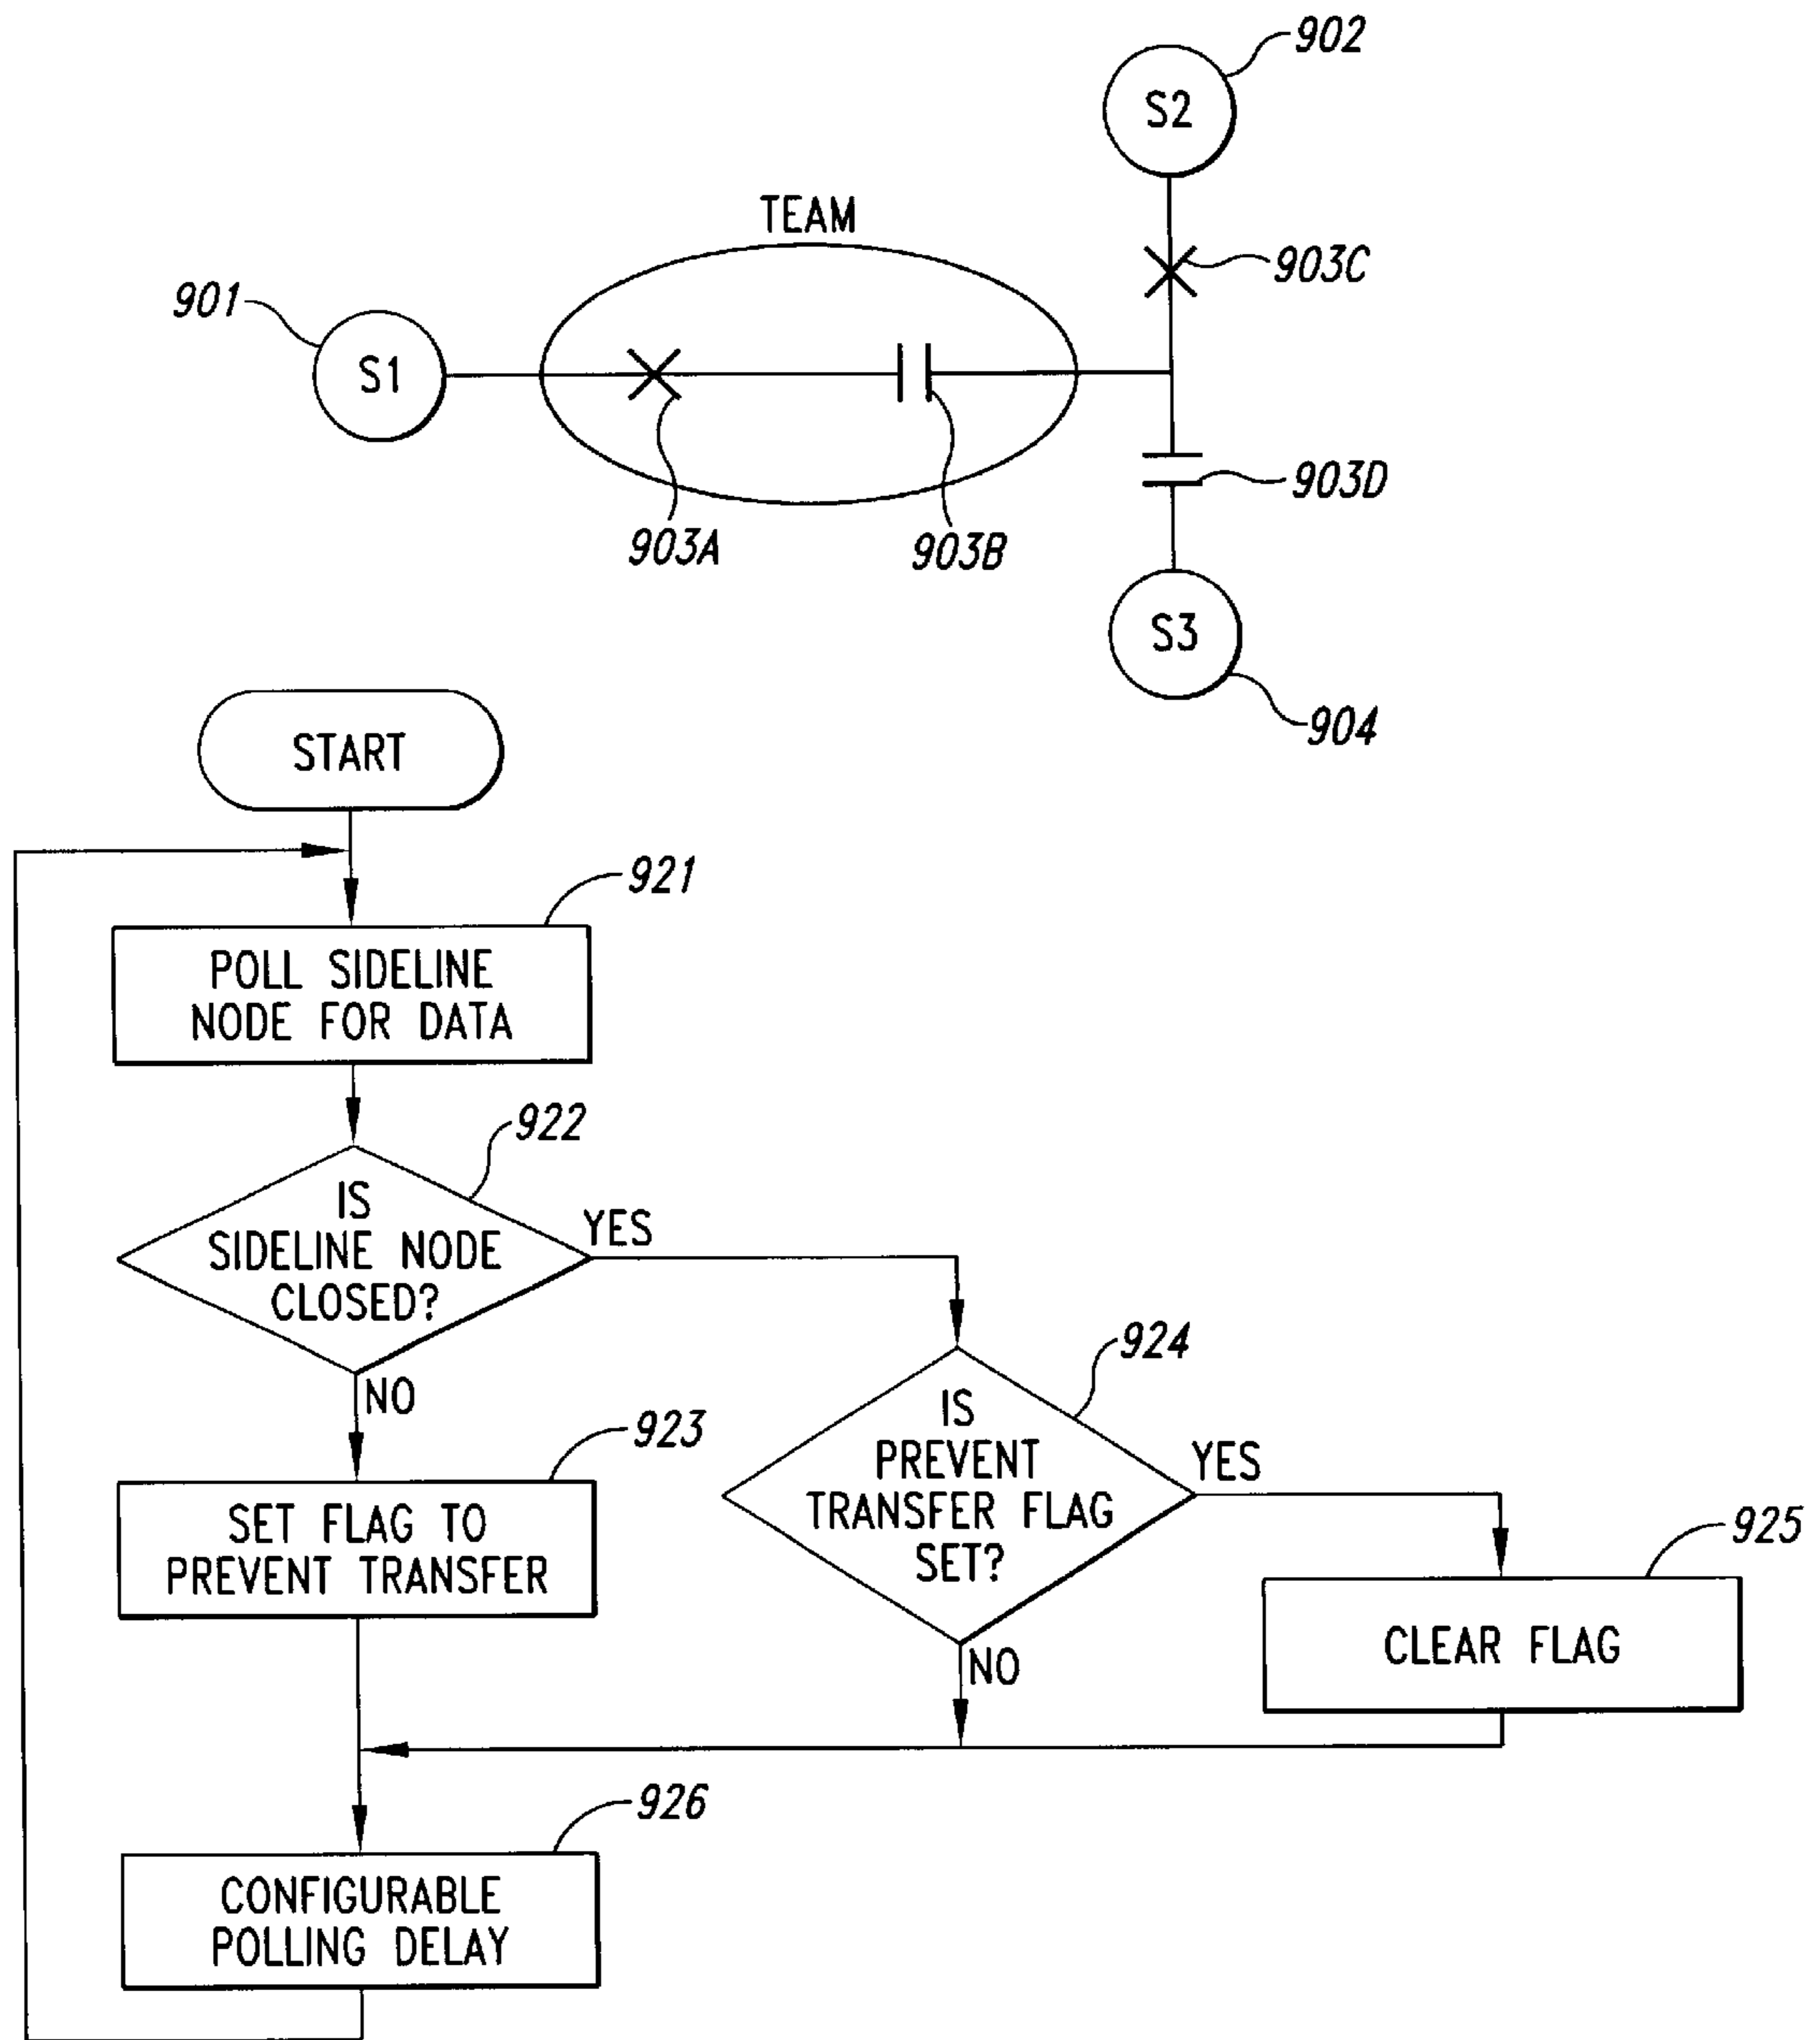 902
S2
TEAM
903C
901
S1
903D
903A
903B
S3
904
START
921
POLL SIDELINE
NODE FOR DATA
922
IS
SIDELINE NODE
CLOSED?
YES
NO
924
IS
PREVENT
TRANSFER FLAG
SET?
YES
NO
923
SET FLAG TO
PREVENT TRANSFER
925
CLEAR FLAG
926
CONFIGURABLE
POLLING DELAY